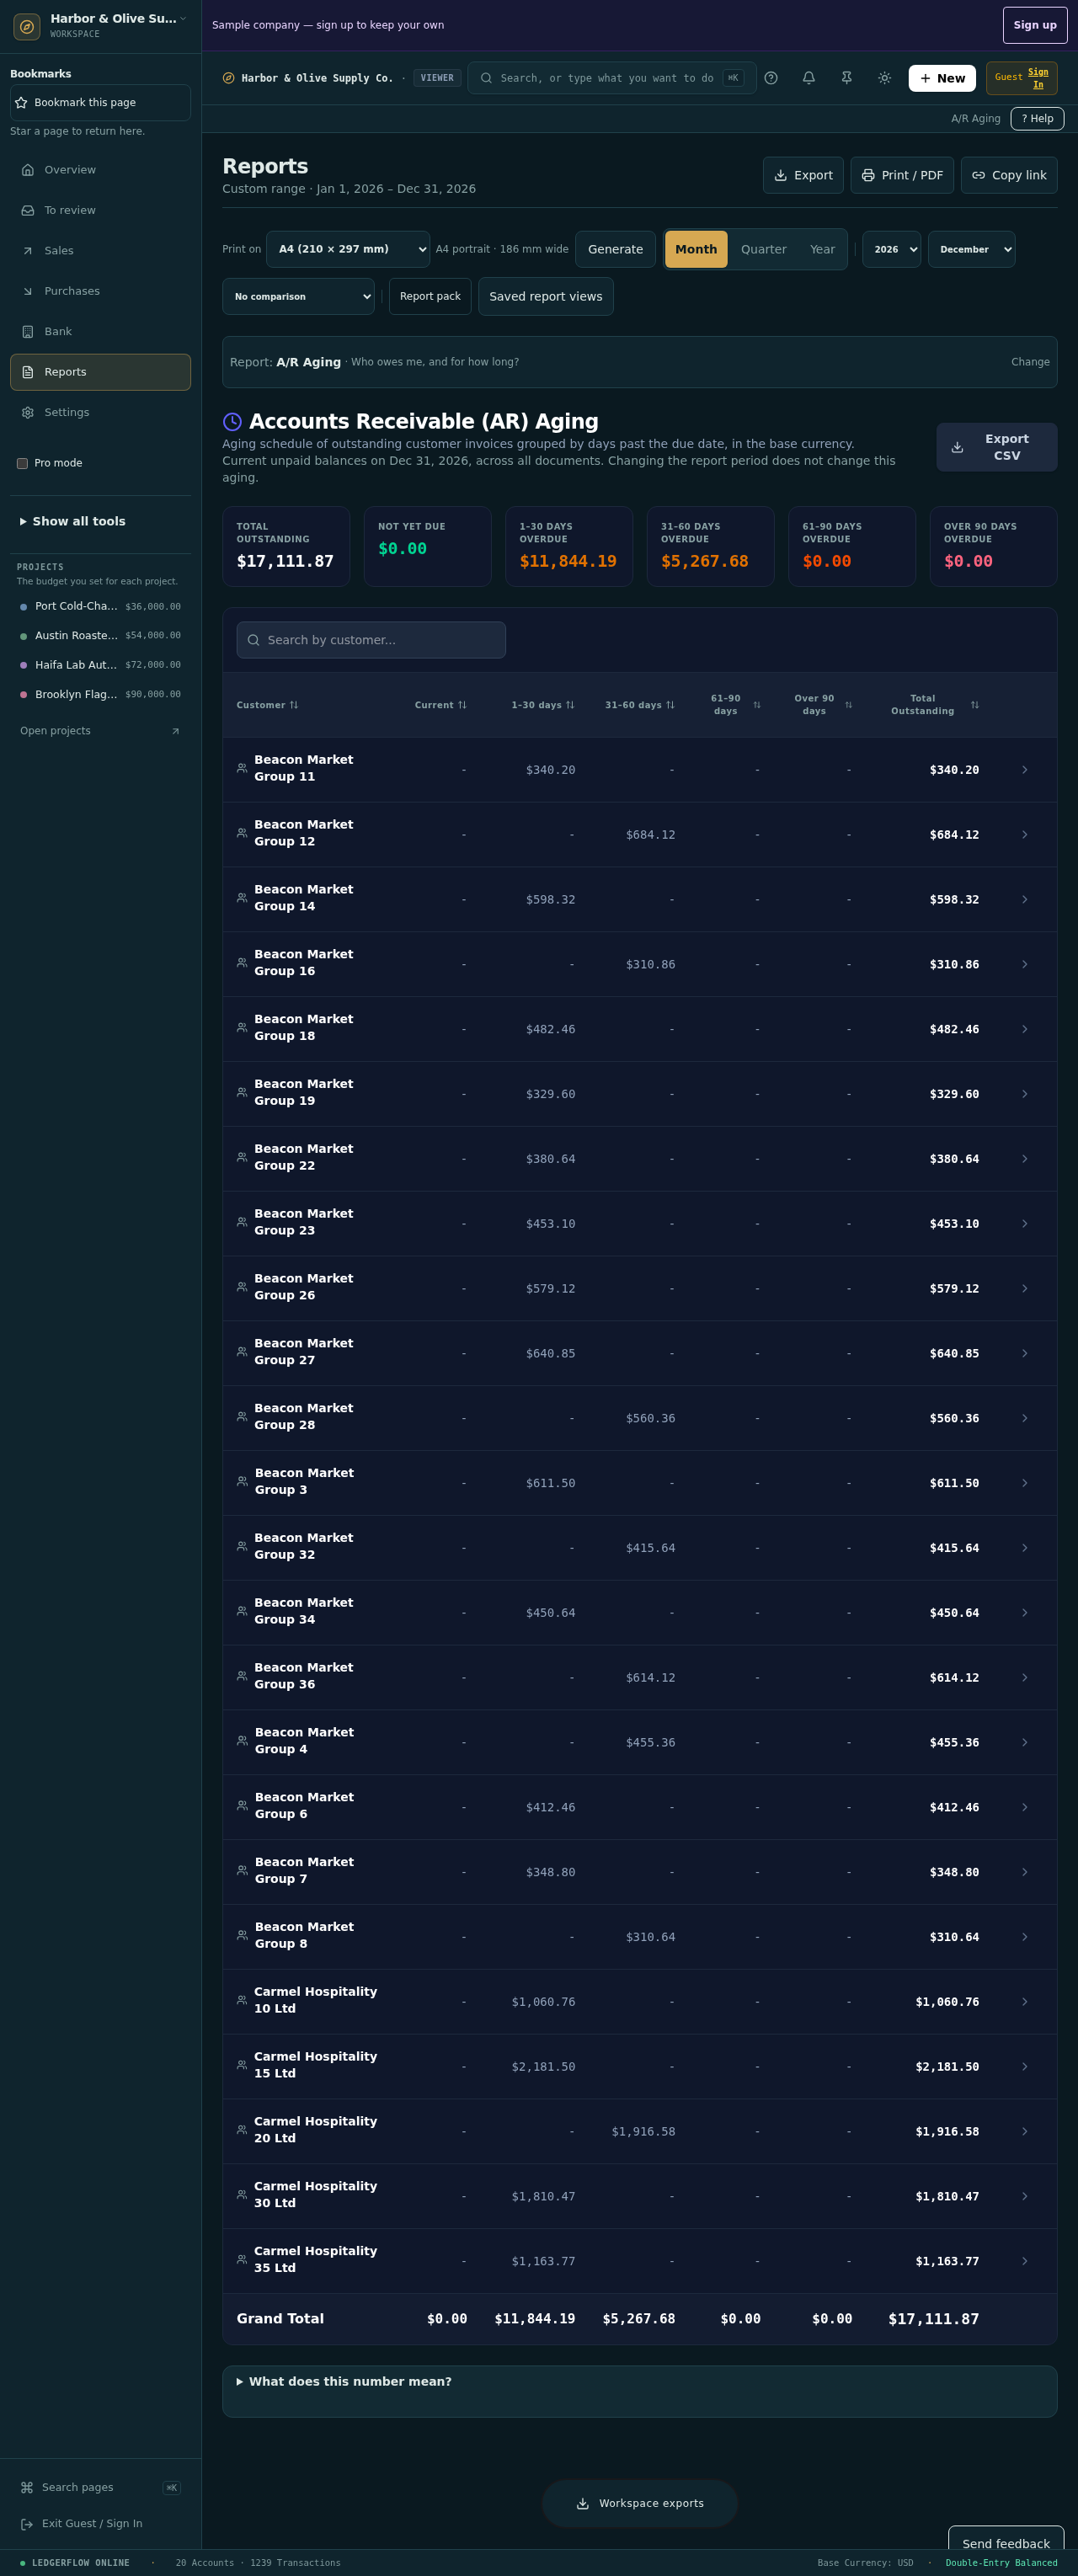 Harbor & Olive Su...
WORKSPACE
Bookmarks
Bookmark this page
Star a page to return here.
Overview
To review
Sales
Purchases
Bank
Reports
Settings
Pro mode
Show all tools
PROJECTS
The budget you set for each project.
Port Cold-Cha... $36,000.00
Austin Roaste... $54,000.00
Haifa Lab Aut... $72,000.00
Brooklyn Flag... $90,000.00
Open projects
Search pages ⌘K
Exit Guest / Sign In
Sample company — sign up to keep your own
Sign up
Harbor & Olive Supply Co. · VIEWER
Search, or type what you want to do ⌘K
+ New
Guest Sign
In
A/R Aging
? Help
Reports
Custom range · Jan 1, 2026 – Dec 31, 2026
Export
Print / PDF
Copy link
Print on A4 (210 × 297 mm) A4 portrait · 186 mm wide Generate Month Quarter Year 2026 December
No comparison Report pack Saved report views
Report: A/R Aging · Who owes me, and for how long? Change
Accounts Receivable (AR) Aging
Aging schedule of outstanding customer invoices grouped by days past the due date, in the base currency.
Current unpaid balances on Dec 31, 2026, across all documents. Changing the report period does not change this
aging.
Export
CSV
TOTAL
OUTSTANDING
$17,111.87
NOT YET DUE
$0.00
1–30 DAYS
OVERDUE
$11,844.19
31–60 DAYS
OVERDUE
$5,267.68
61–90 DAYS
OVERDUE
$0.00
OVER 90 DAYS
OVERDUE
$0.00
Search by customer...
Customer Current 1–30 days 31–60 days 61–90 days Over 90 days Total Outstanding
Beacon Market
Group 11 - $340.20 - - - $340.20
Beacon Market
Group 12 - - $684.12 - - $684.12
Beacon Market
Group 14 - $598.32 - - - $598.32
Beacon Market
Group 16 - - $310.86 - - $310.86
Beacon Market
Group 18 - $482.46 - - - $482.46
Beacon Market
Group 19 - $329.60 - - - $329.60
Beacon Market
Group 22 - $380.64 - - - $380.64
Beacon Market
Group 23 - $453.10 - - - $453.10
Beacon Market
Group 26 - $579.12 - - - $579.12
Beacon Market
Group 27 - $640.85 - - - $640.85
Beacon Market
Group 28 - - $560.36 - - $560.36
Beacon Market
Group 3 - $611.50 - - - $611.50
Beacon Market
Group 32 - - $415.64 - - $415.64
Beacon Market
Group 34 - $450.64 - - - $450.64
Beacon Market
Group 36 - - $614.12 - - $614.12
Beacon Market
Group 4 - - $455.36 - - $455.36
Beacon Market
Group 6 - $412.46 - - - $412.46
Beacon Market
Group 7 - $348.80 - - - $348.80
Beacon Market
Group 8 - - $310.64 - - $310.64
Carmel Hospitality
10 Ltd - $1,060.76 - - - $1,060.76
Carmel Hospitality
15 Ltd - $2,181.50 - - - $2,181.50
Carmel Hospitality
20 Ltd - - $1,916.58 - - $1,916.58
Carmel Hospitality
30 Ltd - $1,810.47 - - - $1,810.47
Carmel Hospitality
35 Ltd - $1,163.77 - - - $1,163.77
Grand Total $0.00 $11,844.19 $5,267.68 $0.00 $0.00 $17,111.87
What does this number mean?
Workspace exports
Send feedback
LEDGERFLOW ONLINE · 20 Accounts · 1239 Transactions
Base Currency: USD · Double-Entry Balanced